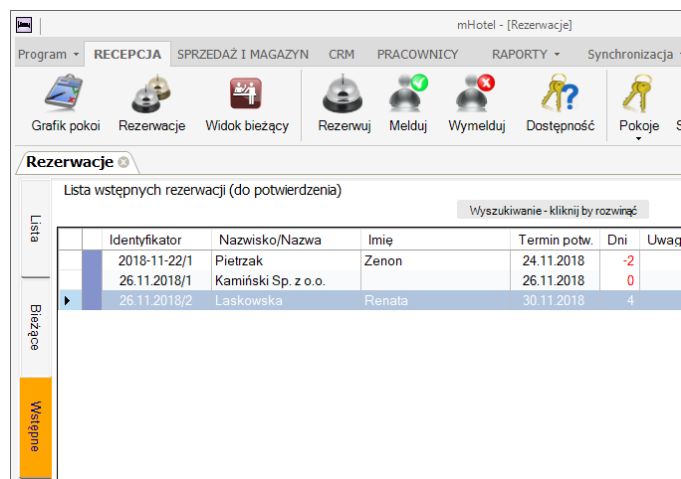 mHotel - [Rezerwacje]
Program RECEPCJA SPRZEDAŻ I MAGAZYN CRM PRACOWNICY RAPORTY Synchronizacja
Grafik pokoi Rezerwacje Widok bieżący Rezerwuj Melduj Wymelduj Dostępność Pokoje S
Rezerwacje
Lista wstępnych rezerwacji (do potwierdzenia)
Wyszukiwanie - kliknij by rozwinąć
Lista
Bieżące
Wstępne
Identyfikator Nazwisko/Nazwa Imię Termin potw. Dni Uwag
2018-11-22/1 Pietrzak Zenon 24.11.2018 -2
26.11.2018/1 Kamiński Sp. z o.o. 26.11.2018 0
26.11.2018/2 Laskowska Renata 30.11.2018 4